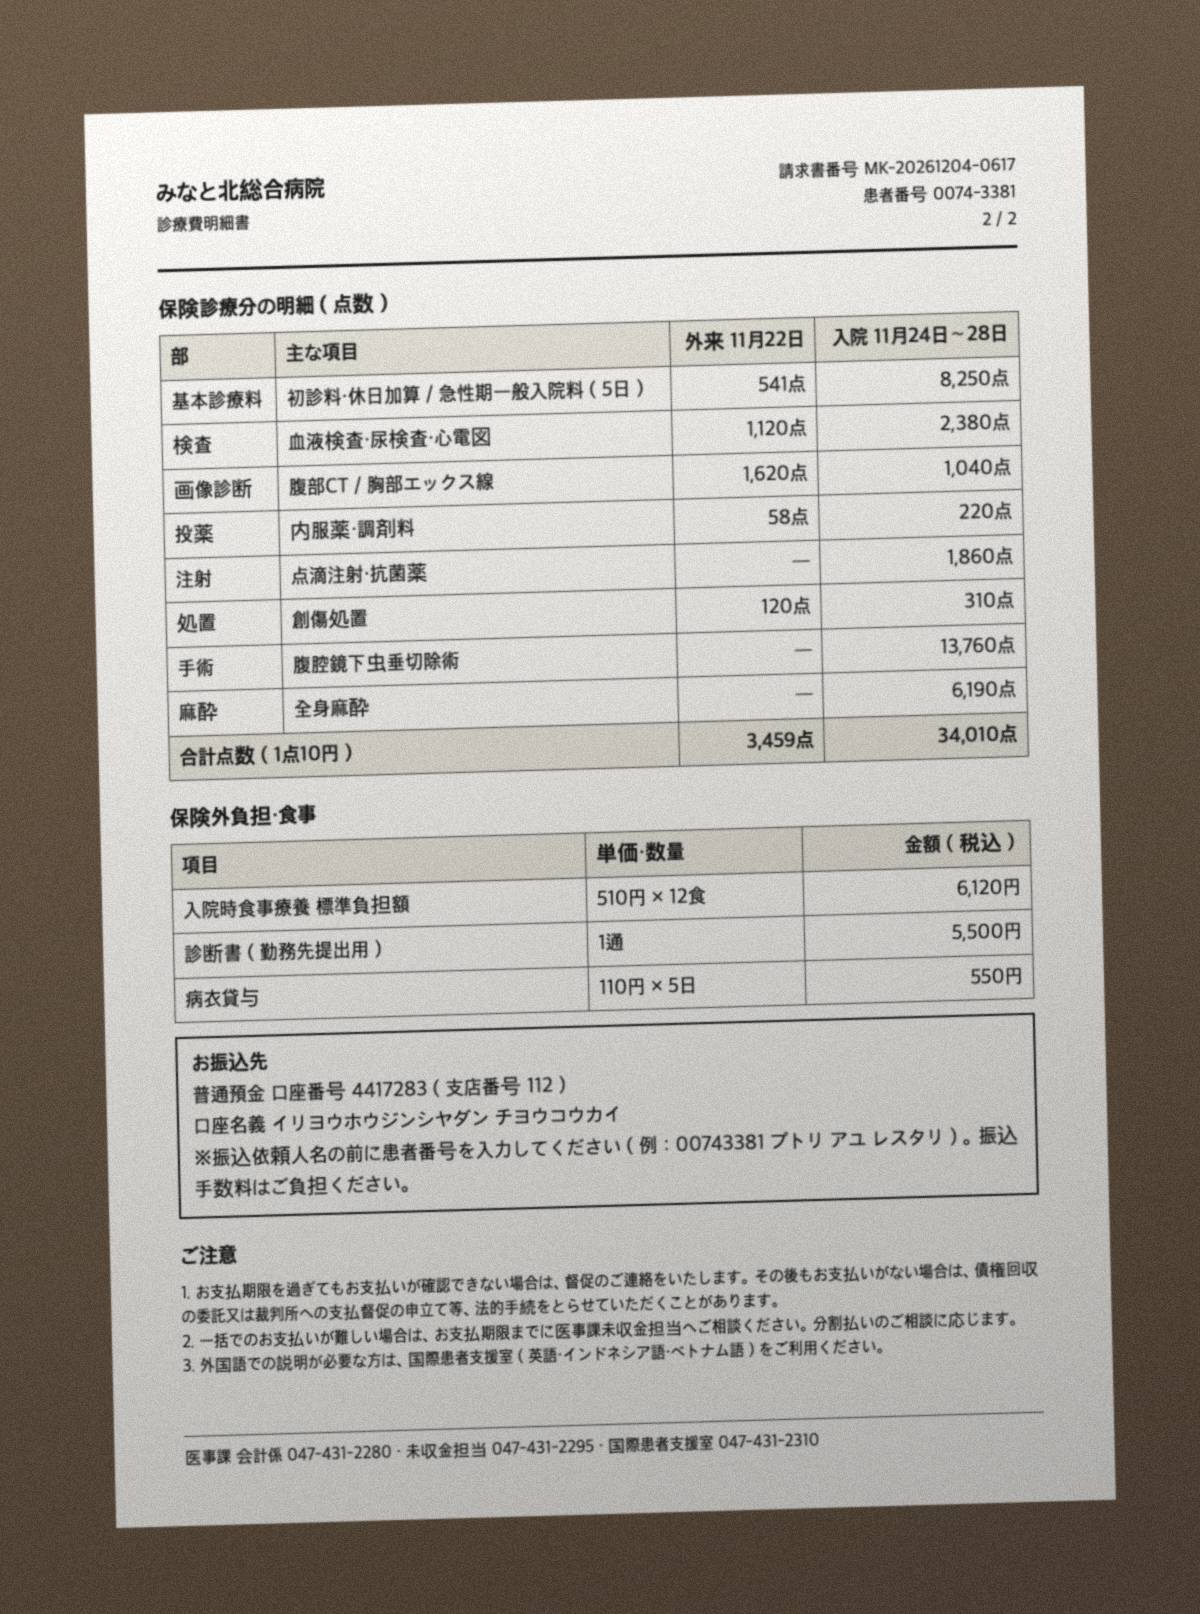 みなと北総合病院
診療費明細書
請求書番号 MK-20261204-0617
患者番号 0074-3381
2 / 2
保険診療分の明細 ( 点数 )
部 主な項目 外来 11月22日 入院 11月24日~28日
基本診療料 初診料·休日加算 / 急性期一般入院料 ( 5日 ) 541点 8,250点
検査 血液検査·尿検査·心電図 1,120点 2,380点
画像診断 腹部CT / 胸部エックス線 1,620点 1,040点
投薬 内服薬·調剤料 58点 220点
注射 点滴注射·抗菌薬 — 1,860点
処置 創傷処置 120点 310点
手術 腹腔鏡下虫垂切除術 — 13,760点
麻酔 全身麻酔 — 6,190点
合計点数 ( 1点10円 ) 3,459点 34,010点
保険外負担·食事
項目 単価·数量 金額 ( 税込 )
入院時食事療養 標準負担額 510円 × 12食 6,120円
診断書 ( 勤務先提出用 ) 1通 5,500円
病衣貸与 110円 × 5日 550円
お振込先
普通預金 口座番号 4417283 ( 支店番号 112 )
口座名義 イリヨウホウジンシヤダン チヨウコウカイ
※振込依頼人名の前に患者番号を入力してください ( 例 : 00743381 プトリ アユ レスタリ ) 。振込
手数料はご負担ください。
ご注意
1. お支払期限を過ぎてもお支払いが確認できない場合は、督促のご連絡をいたします。その後もお支払いがない場合は、債権回収
の委託又は裁判所への支払督促の申立て等、法的手続をとらせていただくことがあります。
2. 一括でのお支払いが難しい場合は、お支払期限までに医事課未収金担当へご相談ください。分割払いのご相談に応じます。
3. 外国語での説明が必要な方は、国際患者支援室 ( 英語·インドネシア語·ベトナム語 ) をご利用ください。
医事課 会計係 047-431-2280 · 未収金担当 047-431-2295 · 国際患者支援室 047-431-2310